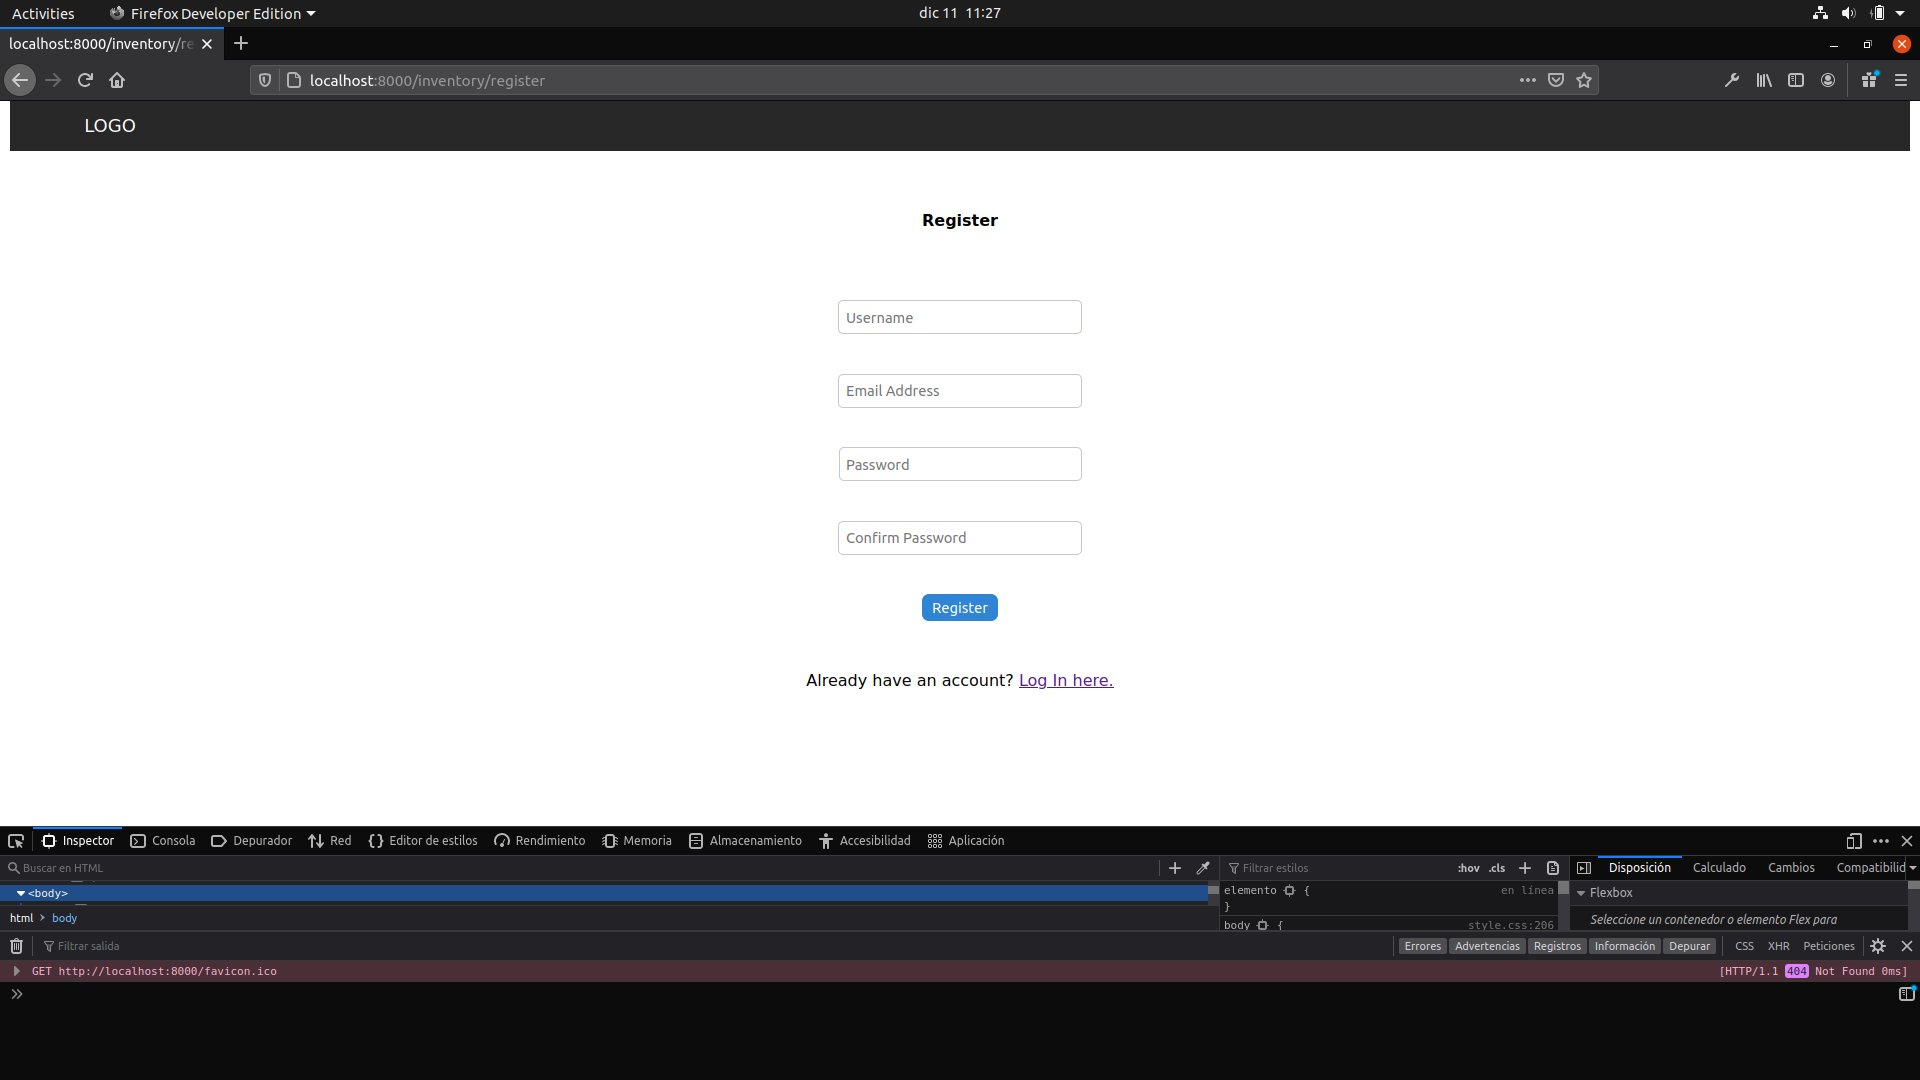 Activities
Firefox Developer Edition
dic 11 11:27
localhost:8000/inventory/re
localhost:8000/inventory/register
LOGO
Register
Username
Email Address
Password
Confirm Password
Register
Already have an account? Log In here.
Inspector
Consola
Depurador
Red
Editor de estilos
Rendimiento
Memoria
Almacenamiento
Accesibilidad
Aplicación
Buscar en HTML
Filtrar estilos
:hov .cls
Disposición
Calculado
Cambios
Compatibilid
<body>
elemento {
en línea
}
Flexbox
html > body
body {
style.css:206
Seleccione un contenedor o elemento Flex para
Filtrar salida
Errores
Advertencias
Registros
Información
Depurar
CSS
XHR
Peticiones
GET http://localhost:8000/favicon.ico
[HTTP/1.1 404 Not Found 0ms]